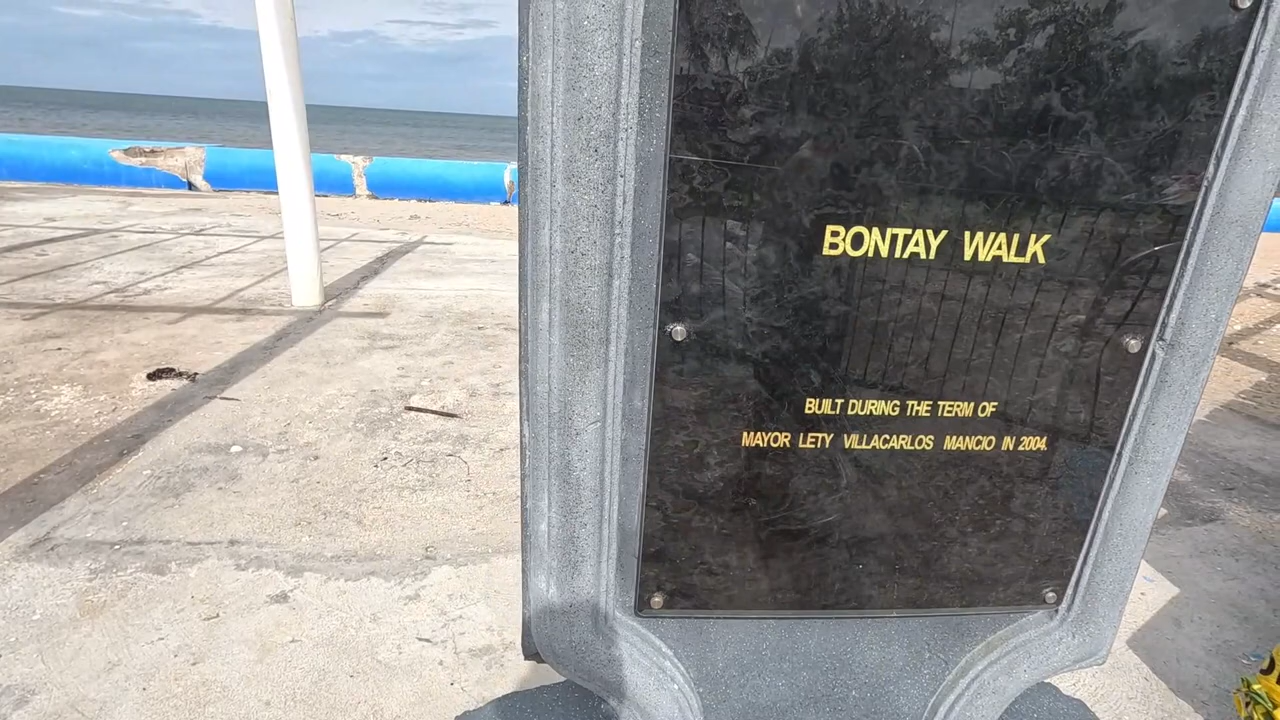 BONTAY WALK
BUILT DURING THE TERM OF
MAYOR LETY VILLACARLOS MANCIO IN 2004.